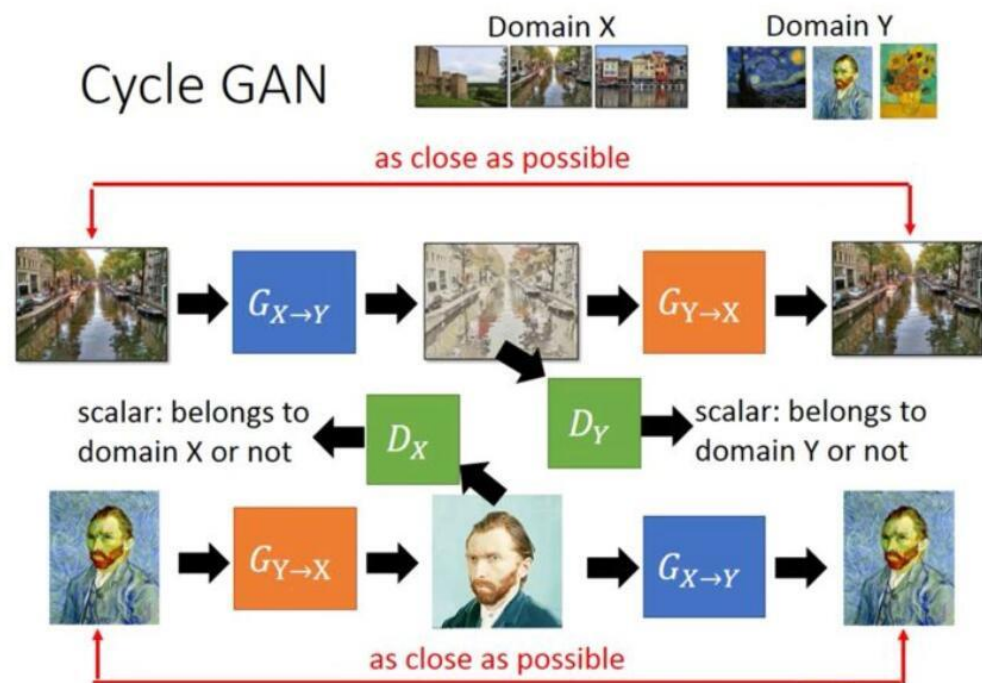 Cycle GAN
Domain X
Domain Y
as close as possible
G_{X→Y}
G_{Y→X}
scalar: belongs to
domain X or not
D_X
D_Y
scalar: belongs to
domain Y or not
G_{Y→X}
G_{X→Y}
as close as possible